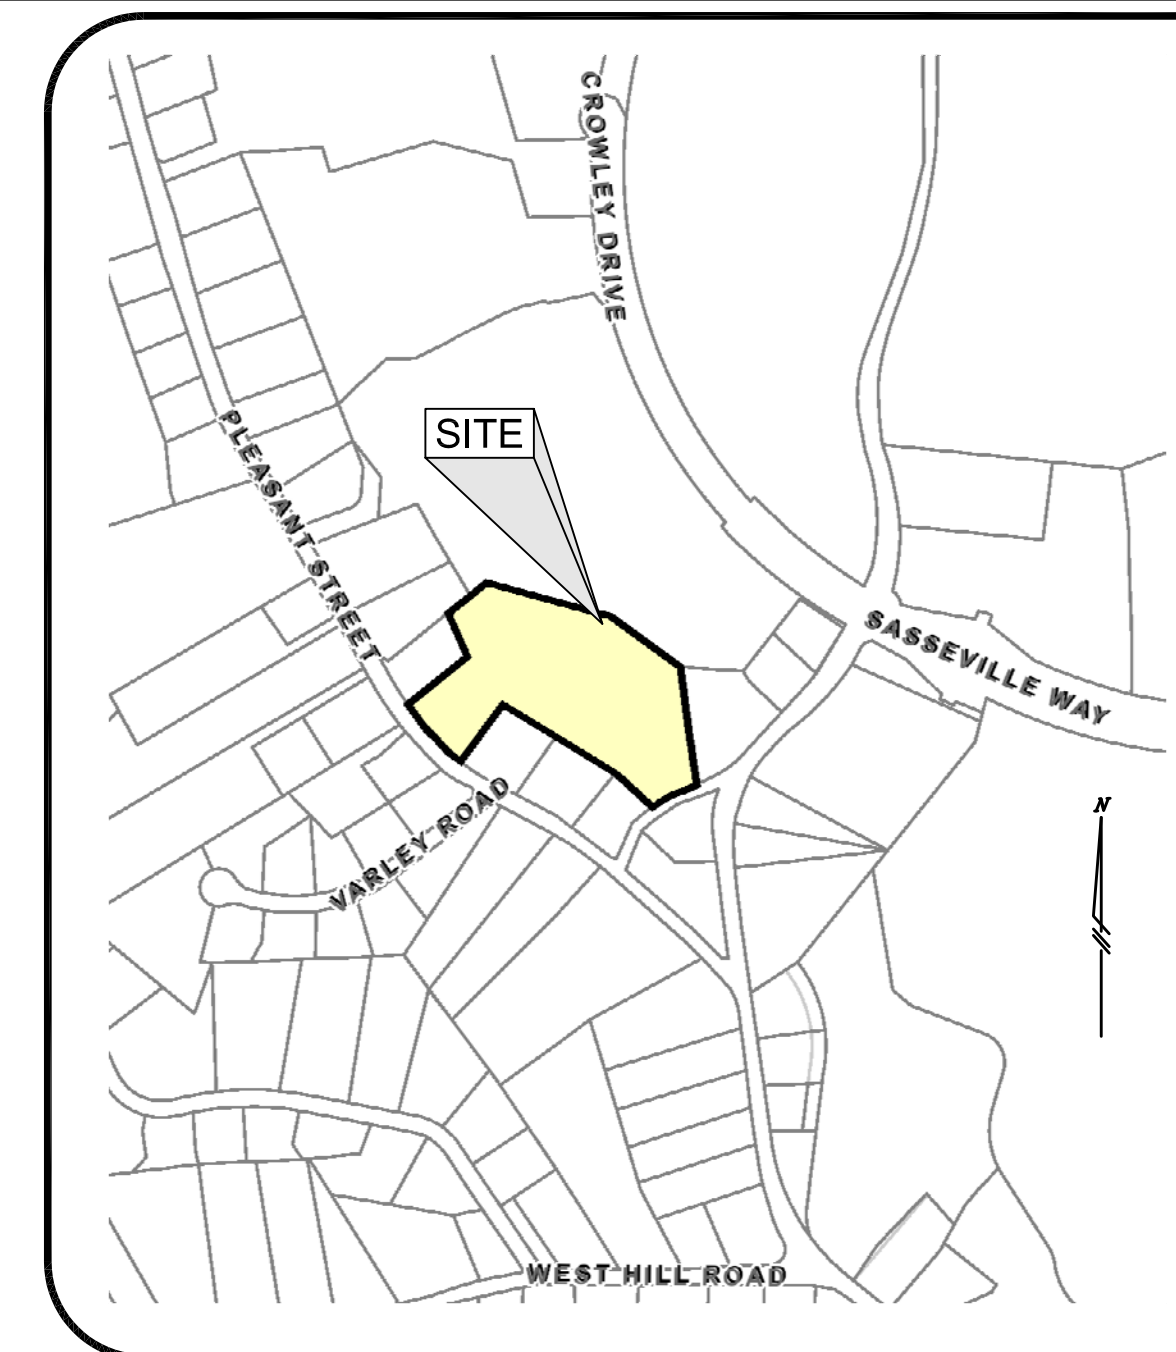 CROWLEY DRIVE
PLEASANT STREET
SITE
SASSEVILLE WAY
VARLEY ROAD
N
WEST HILL ROAD